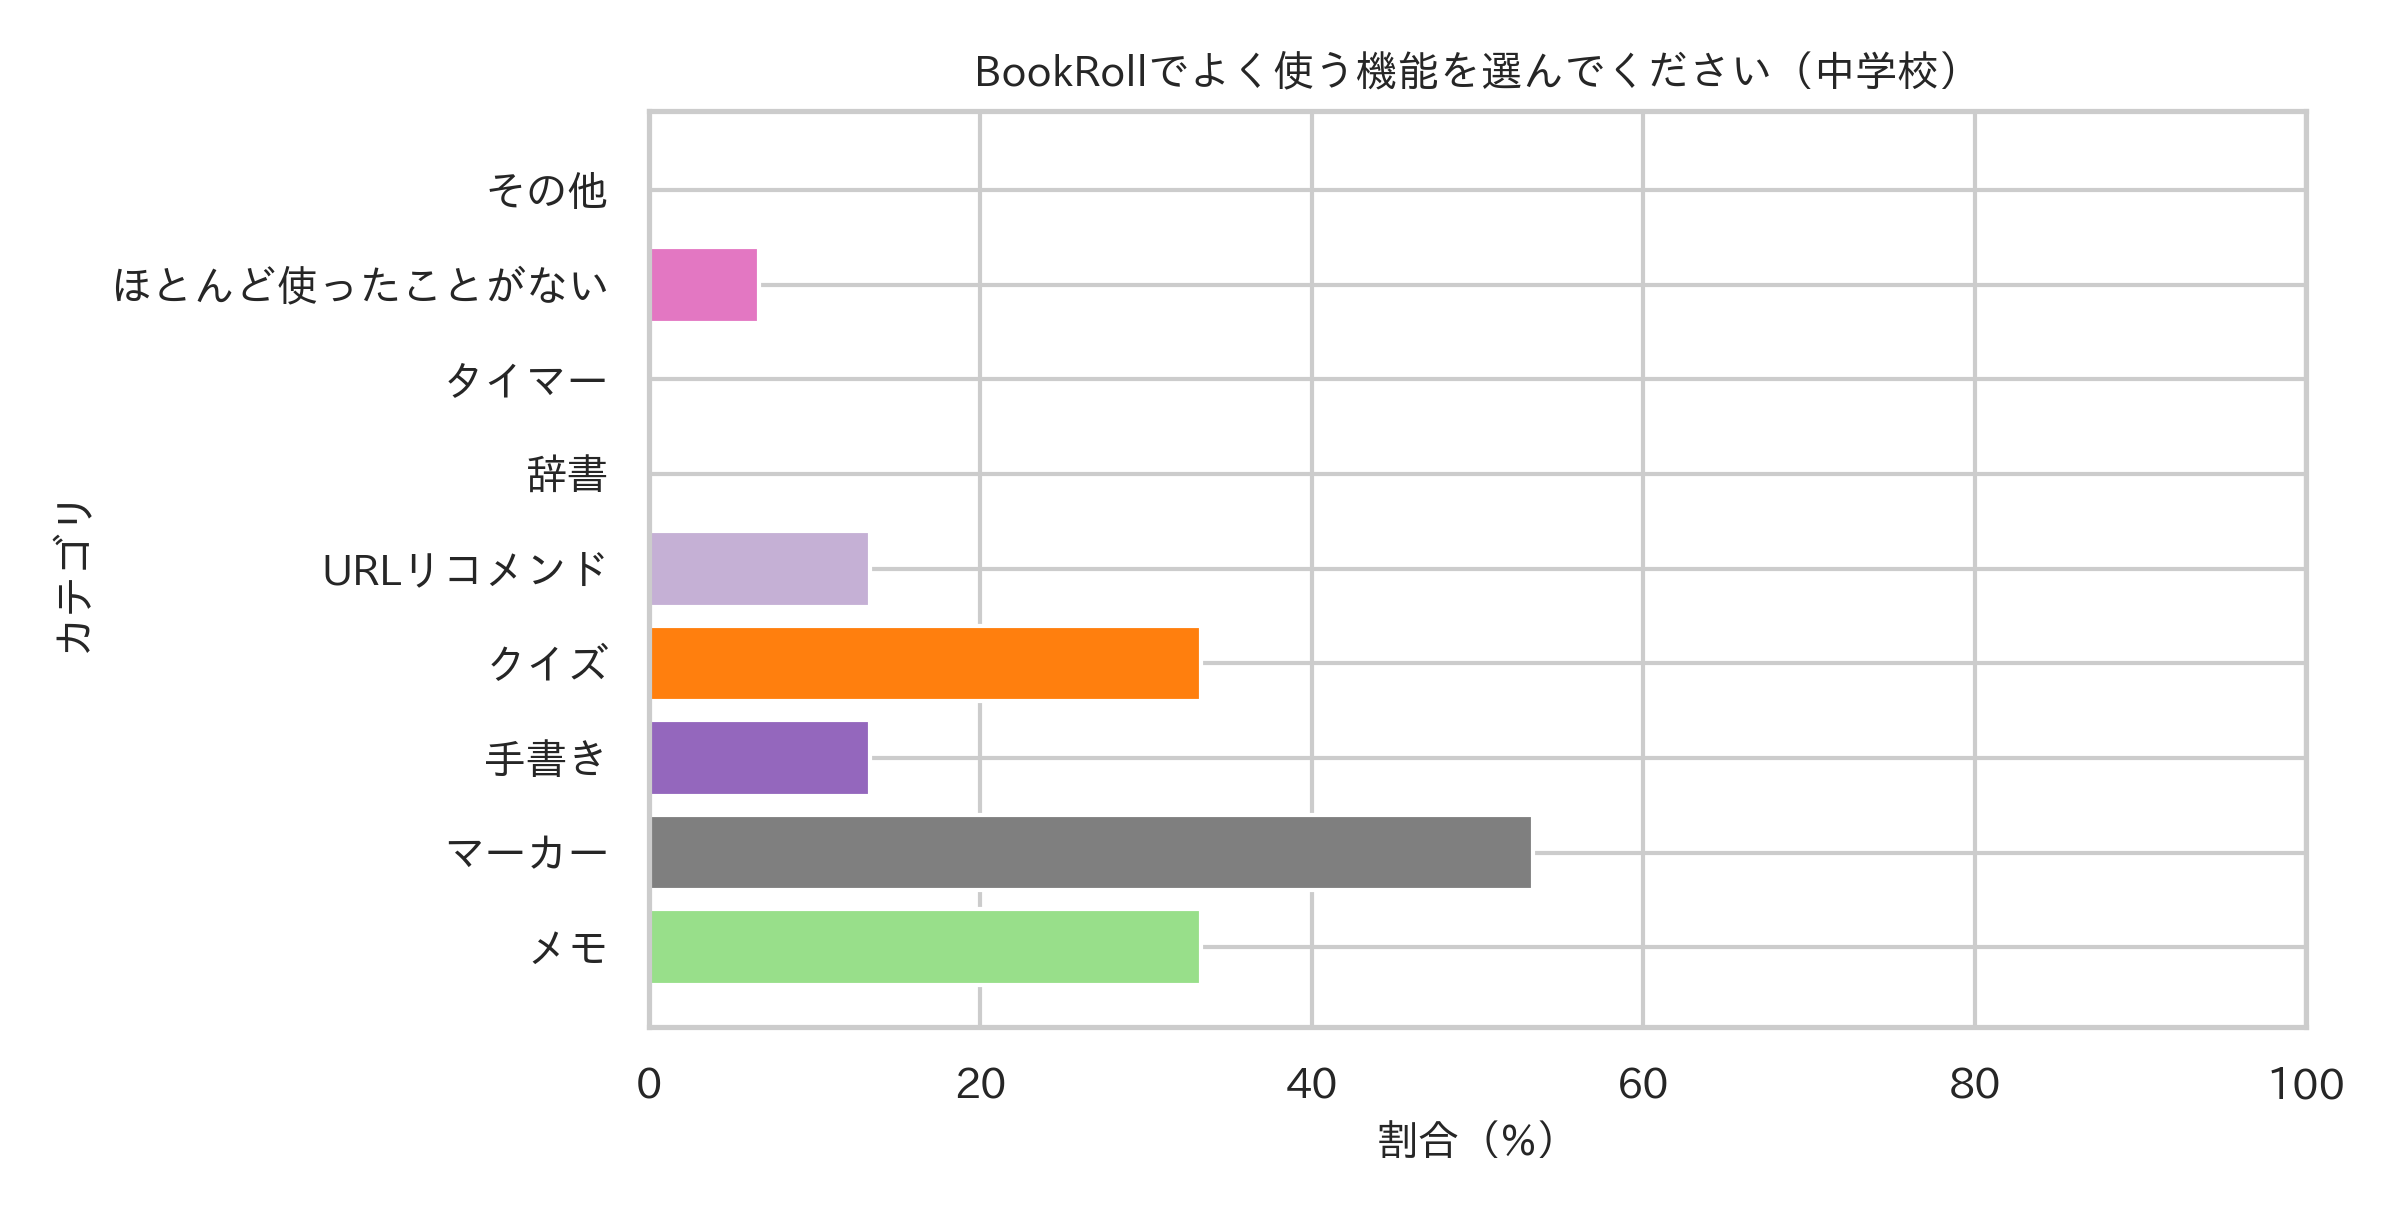 BookRollでよく使う機能を選んでください（中学校）
その他
ほとんど使ったことがない
タイマー
辞書
URLリコメンド
クイズ
手書き
マーカー
メモ
カテゴリ
0 20 40 60 80 100
割合（%）